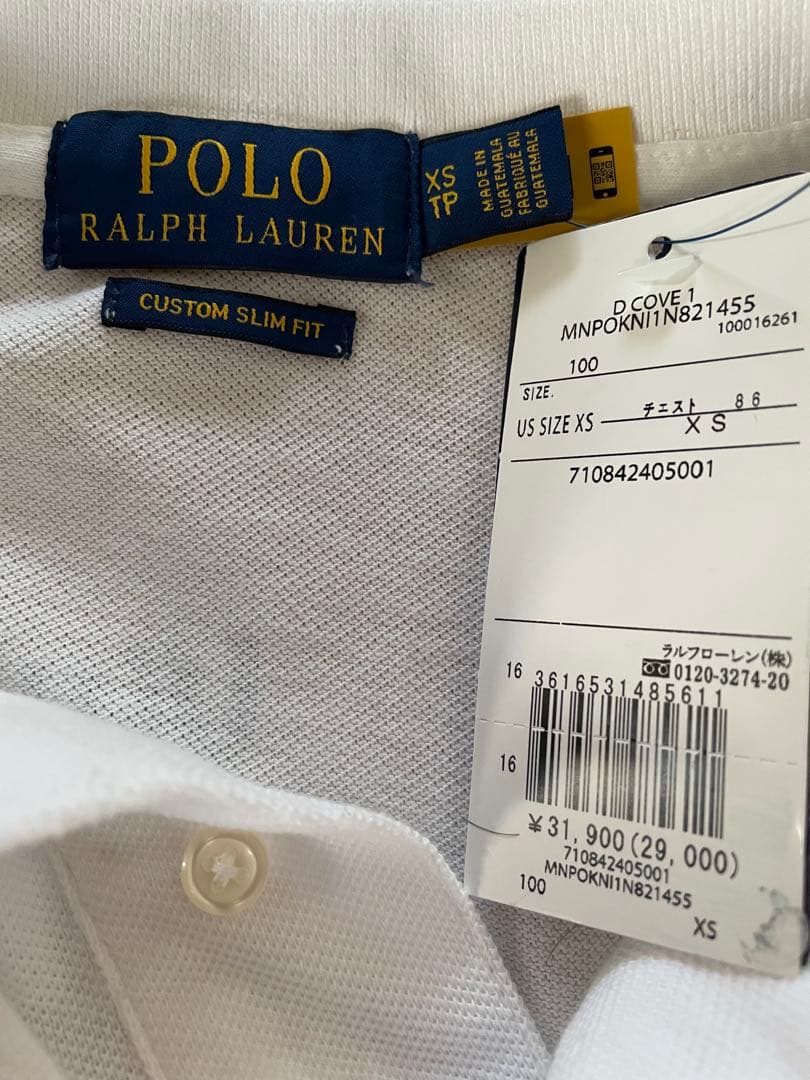 POLO
RALPH LAUREN
XS
TP
MADE IN
GUATEMALA
FABRIQUÉ AU
GUATEMALA
CUSTOM SLIM FIT
D COVE 1
MNPOKNI1N821455
100016261
100
SIZE.
チェスト 86
US SIZE XS
XS
710842405001
ラルフローレン(株)
0120-3274-20
16
3616531485611
16
¥31,900(29,000)
710842405001
MNPOKNI1N821455
100
XS